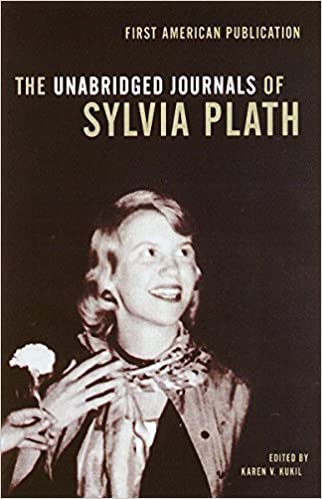 FIRST AMERICAN PUBLICATION
THE UNABRIDGED JOURNALS OF
SYLVIA PLATH
EDITED BY
KAREN V. KUKIL